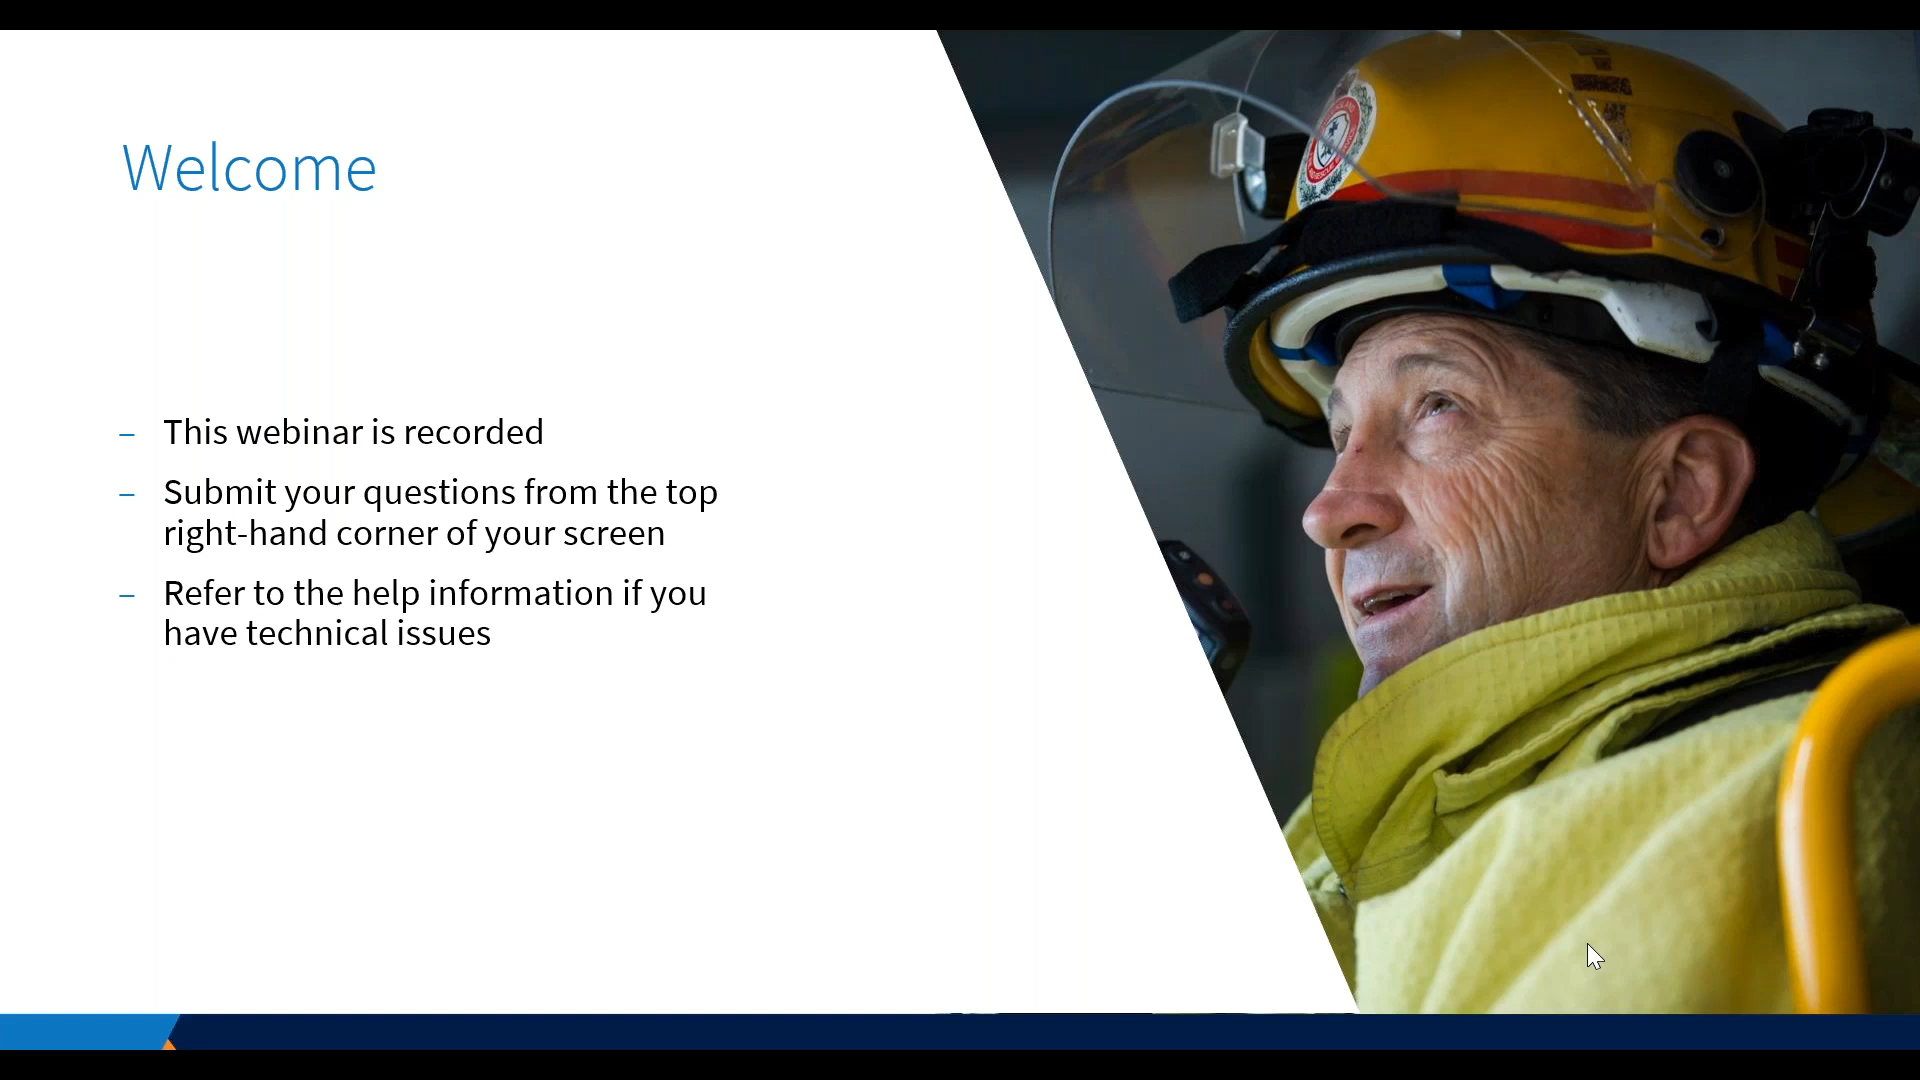 Welcome
– This webinar is recorded
– Submit your questions from the top
right-hand corner of your screen
– Refer to the help information if you
have technical issues